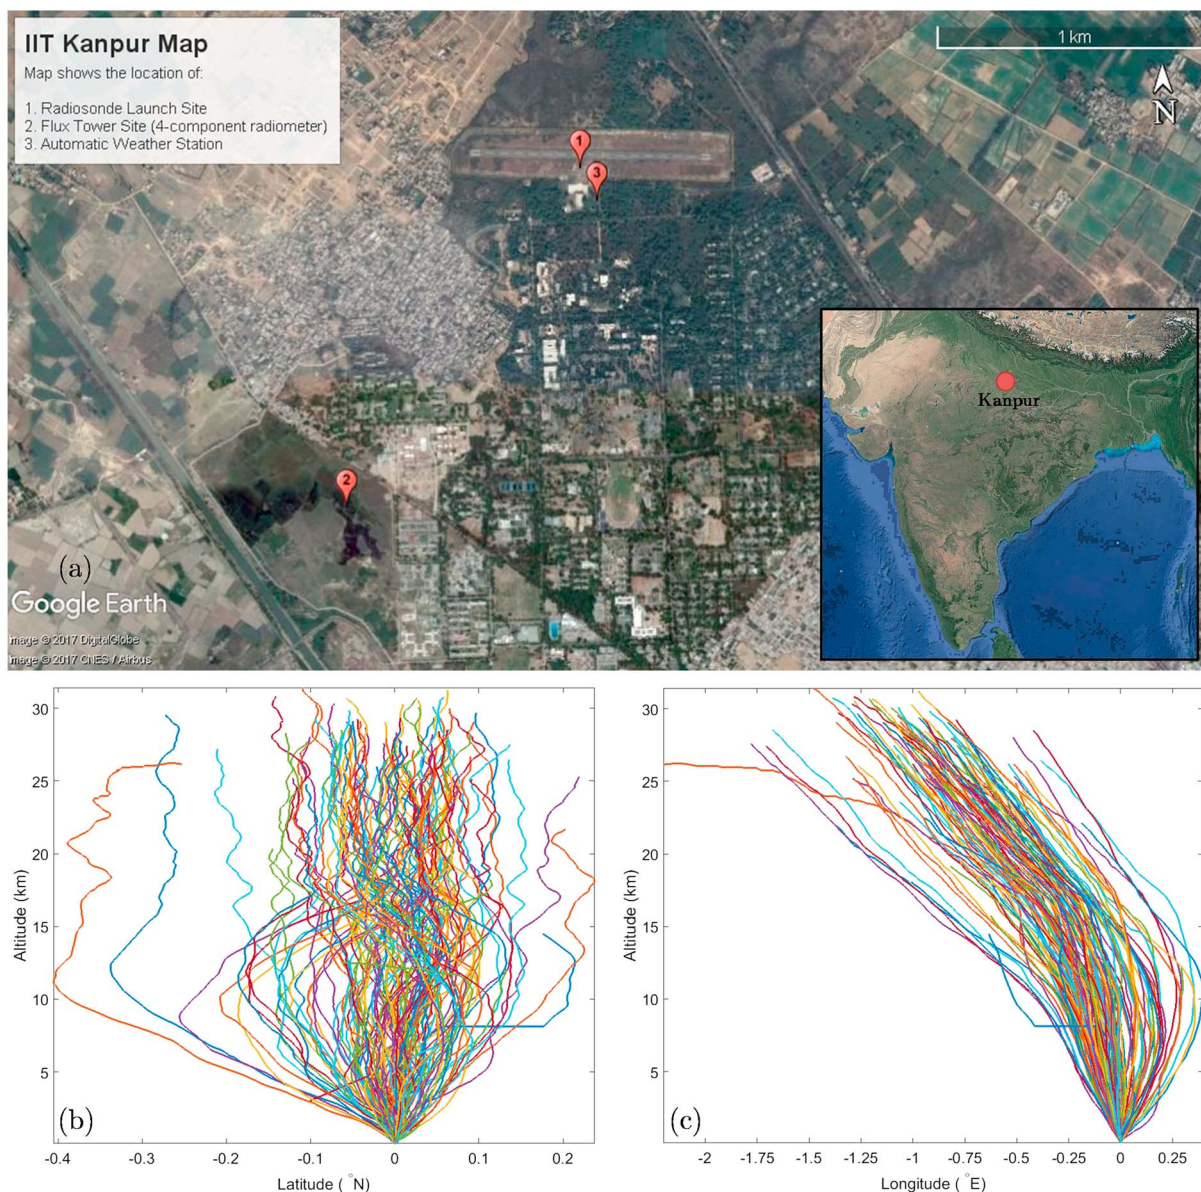 IIT Kanpur Map
Map shows the location of:
1. Radiosonde Launch Site
2. Flux Tower Site (4-component radiometer)
3. Automatic Weather Station
1 km
N
1
3
2
Kanpur
(a)
Google Earth
mage © 2017 DigitalGlobe
mage © 2017 CNES / Airbus
30
25
20
15
10
5
Altitude (km)
(b)
-0.4 -0.3 -0.2 -0.1 0 0.1 0.2
Latitude ( °N)
30
25
20
15
10
5
Altitude (km)
(c)
-2 -1.75 -1.5 -1.25 -1 -0.75 -0.5 -0.25 0 0.25
Longitude ( °E)